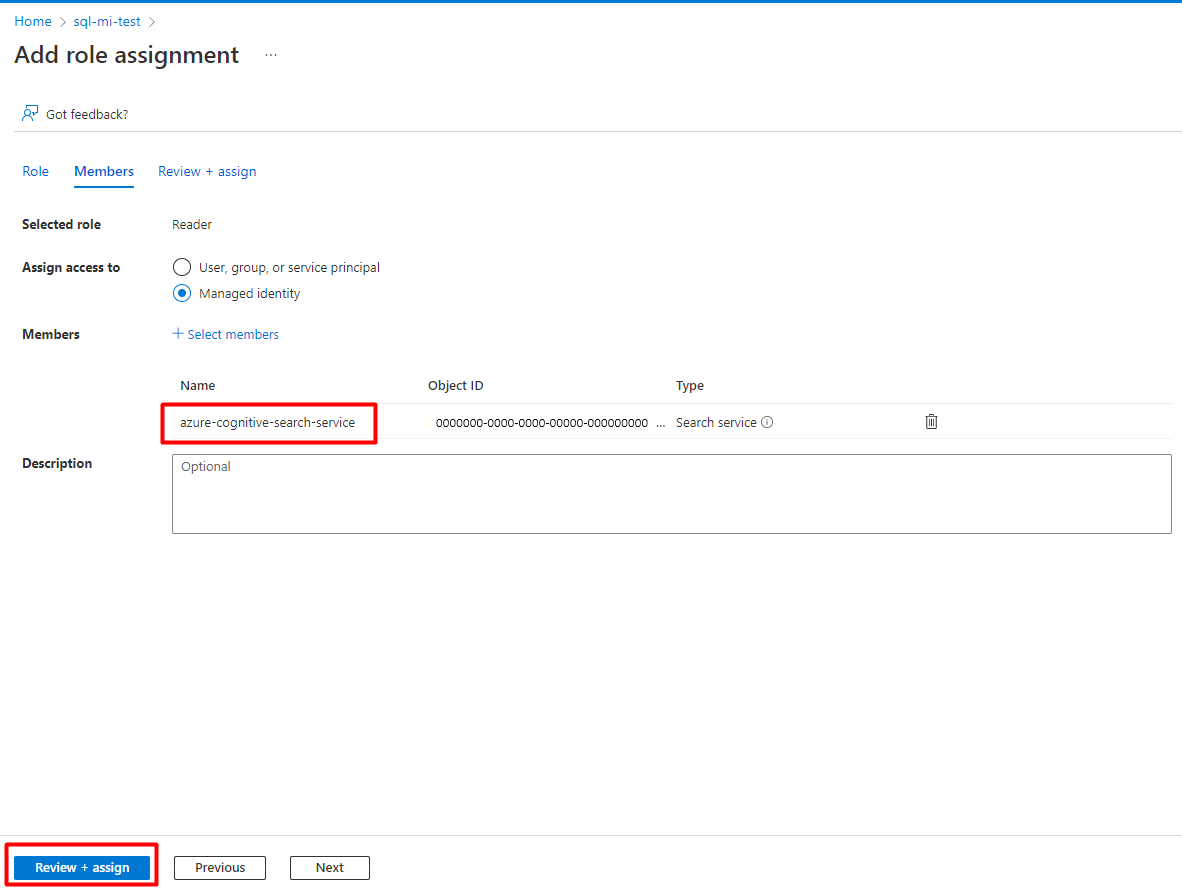 Home > sql-mi-test >
Add role assignment ...
Got feedback?
Role Members Review + assign
Selected role Reader
Assign access to User, group, or service principal
Managed identity
Members + Select members
Name Object ID Type
azure-cognitive-search-service 0000000-0000-0000-00000-000000000 ... Search service
Description Optional
Review + assign Previous Next